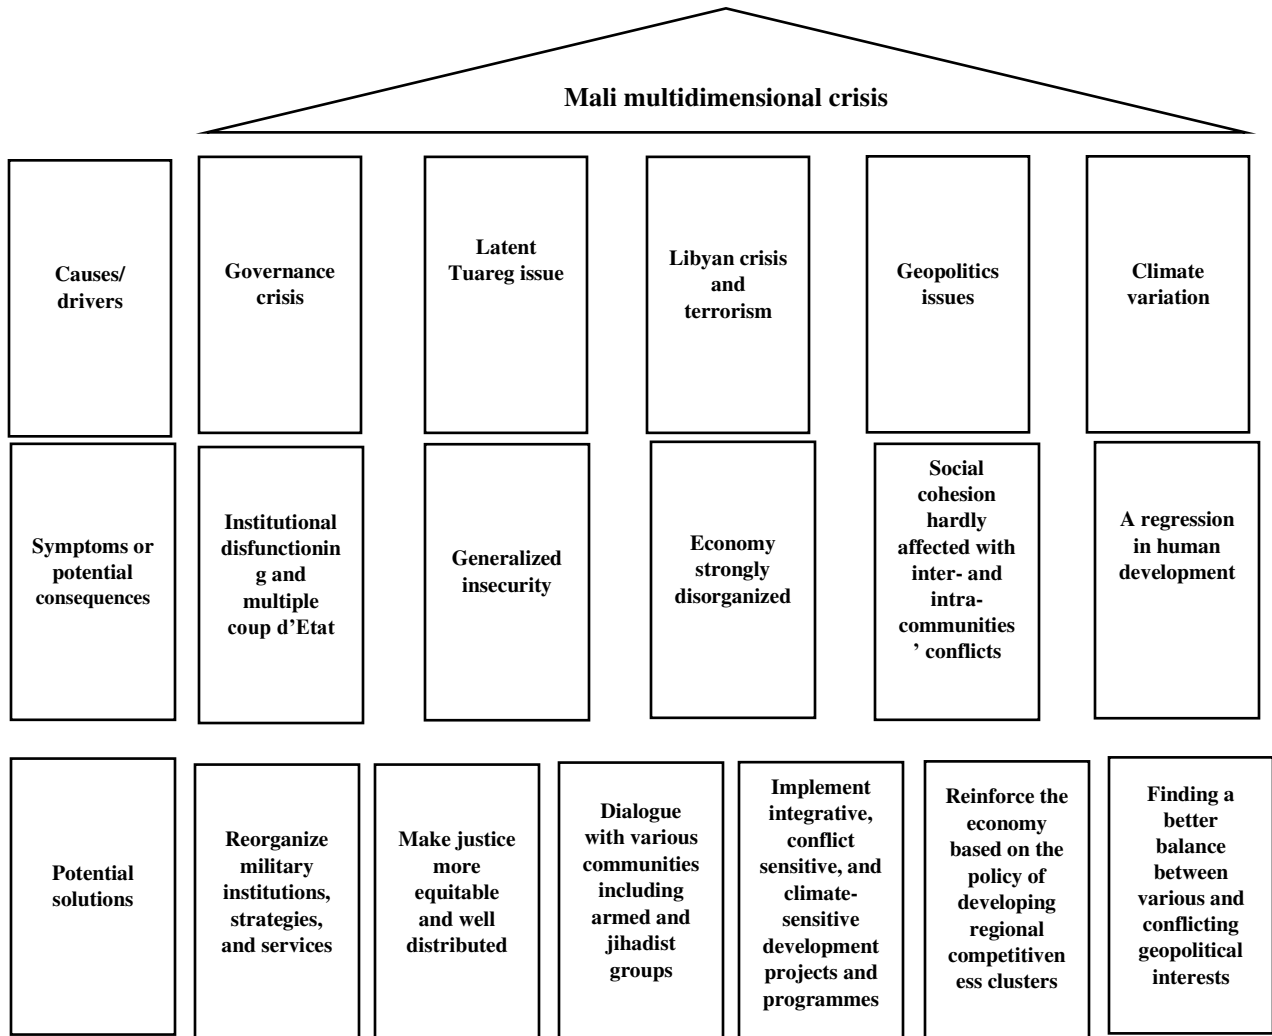 Mali multidimensional crisis
Causes/
drivers
Governance
crisis
Latent
Tuareg issue
Libyan crisis
and
terrorism
Geopolitics
issues
Climate
variation
Symptoms or
potential
consequences
Institutional
disfunctionin
g and
multiple
coup d’Etat
Generalized
insecurity
Economy
strongly
disorganized
Social
cohesion
hardly
affected with
inter- and
intra-
communities
’ conflicts
A regression
in human
development
Potential
solutions
Reorganize
military
institutions,
strategies,
and services
Make justice
more
equitable
and well
distributed
Dialogue
with various
communities
including
armed and
jihadist
groups
Implement
integrative,
conflict
sensitive, and
climate-
sensitive
development
projects and
programmes
Reinforce the
economy
based on the
policy of
developing
regional
competitiven
ess clusters
Finding a
better
balance
between
various and
conflicting
geopolitical
interests